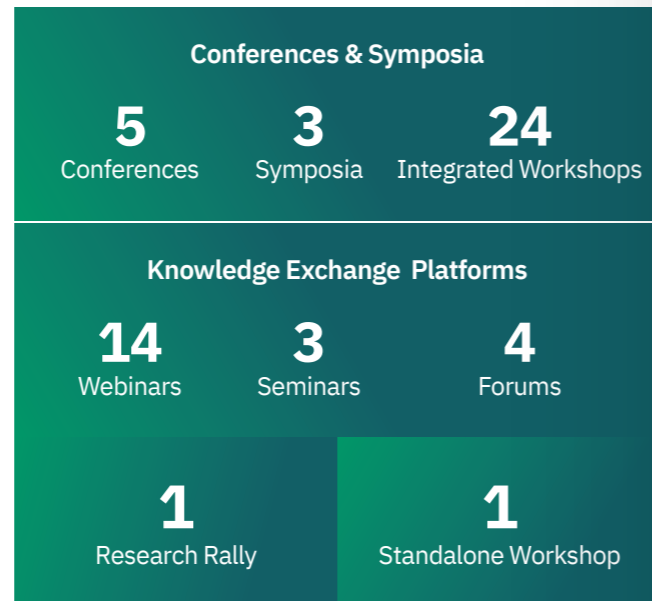 Conferences & Symposia
5 3 24
Conferences Symposia Integrated Workshops
Knowledge Exchange Platforms
14 3 4
Webinars Seminars Forums
1 1
Research Rally Standalone Workshop